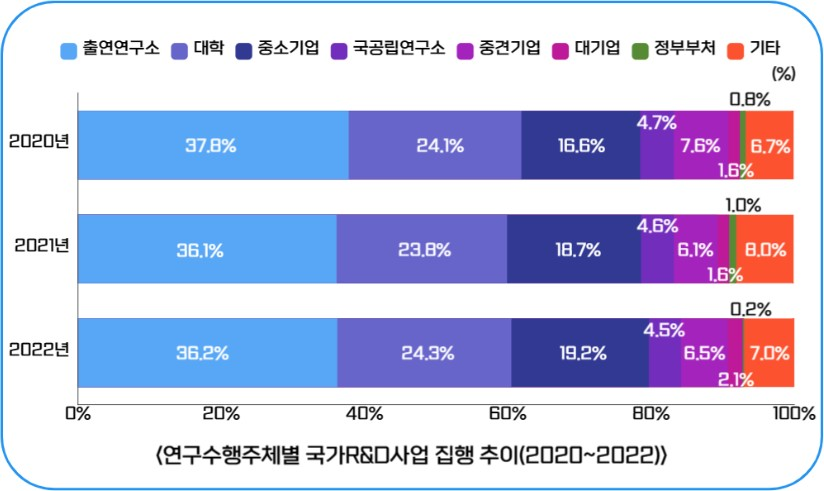 출연연구소 대학 중소기업 국공립연구소 중견기업 대기업 정부부처 기타
(%)
0.8%
2020년 37.8% 24.1% 16.6% 4.7% 7.6% 1.6% 6.7%
1.0%
2021년 36.1% 23.8% 18.7% 4.6% 6.1% 1.6% 8.0%
0.2%
2022년 36.2% 24.3% 19.2% 4.5% 6.5% 2.1% 7.0%
0% 20% 40% 60% 80% 100%
〈연구수행주체별 국가R&D사업 집행 추이(2020~2022)〉